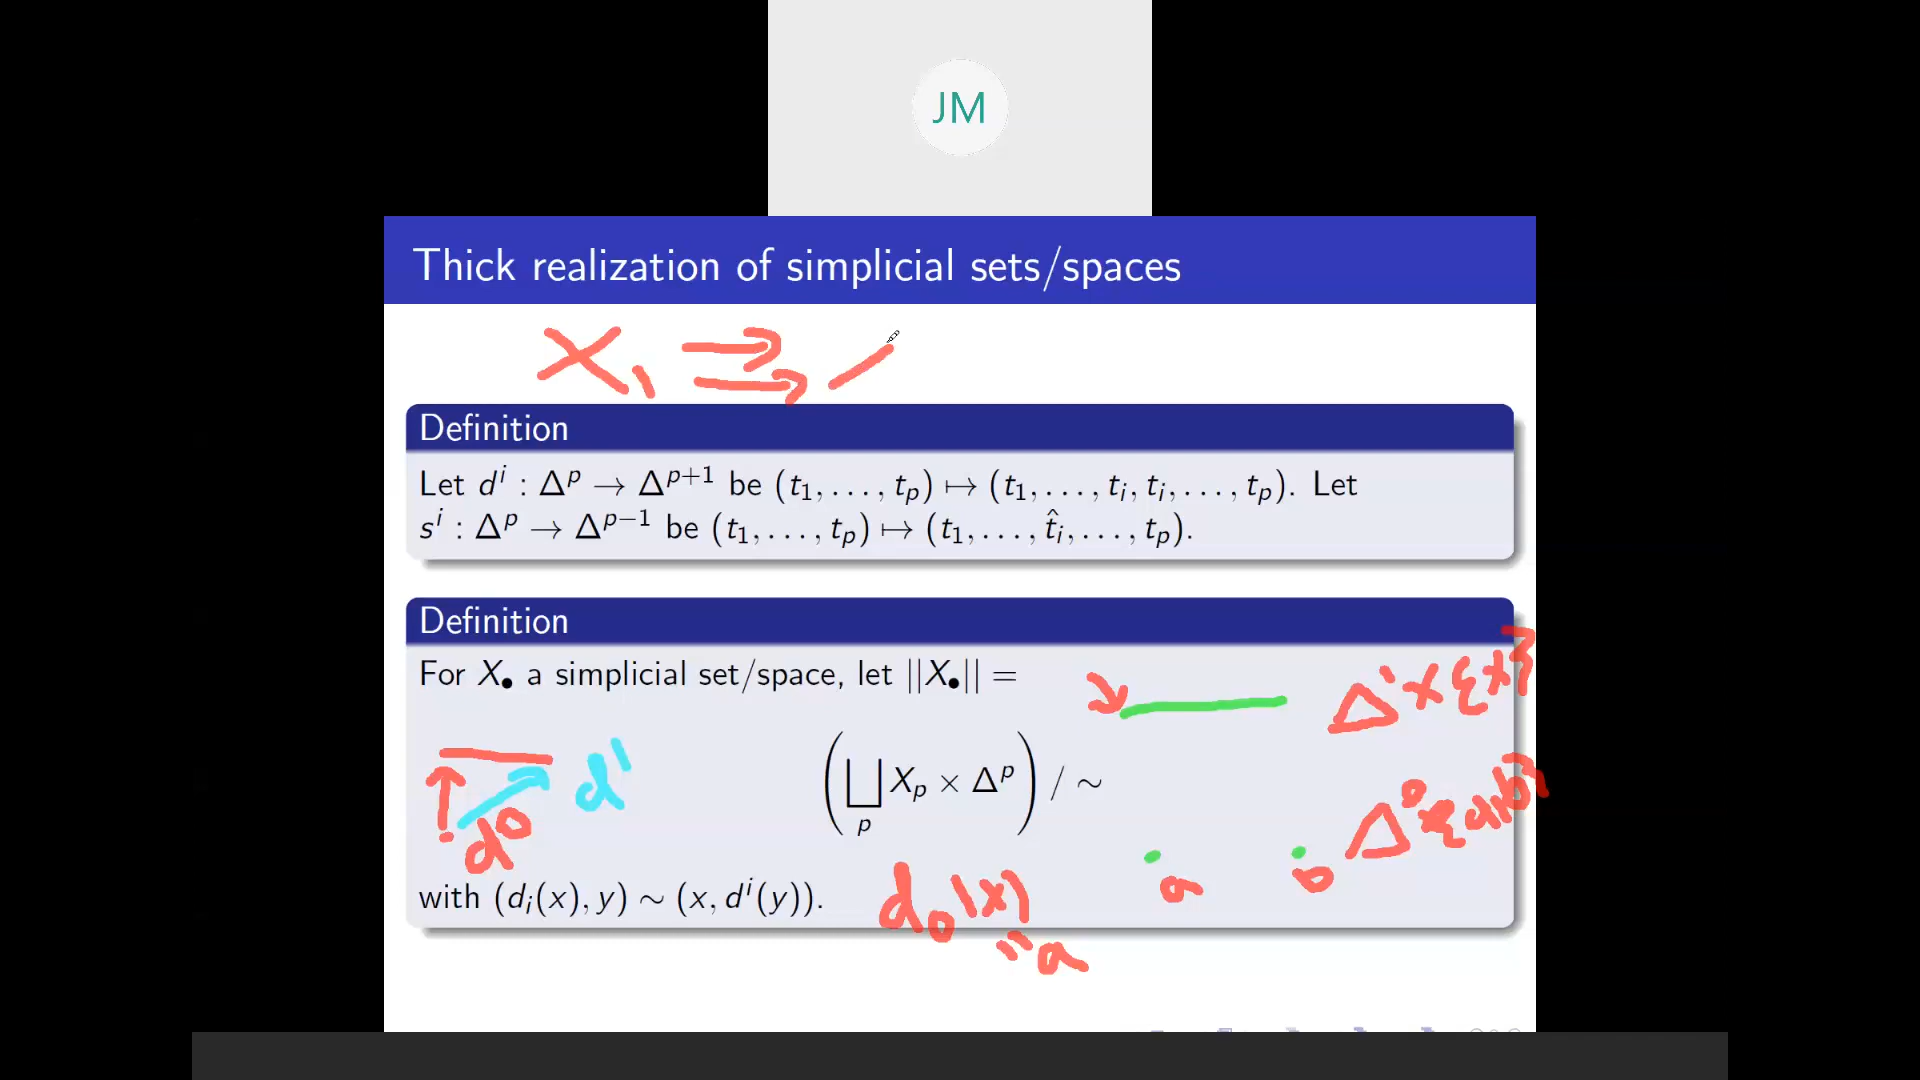 JM
Thick realization of simplicial sets/spaces
X₁ ⇉
Definition
Let dⁱ : Δᵖ → Δᵖ⁺¹ be (t₁, …, tₚ) ↦ (t₁, …, tᵢ, tᵢ, …, tₚ). Let
sⁱ : Δᵖ → Δᵖ⁻¹ be (t₁, …, tₚ) ↦ (t₁, …, t̂ᵢ, …, tₚ).
Definition
For X• a simplicial set/space, let ||X•|| =
Δ¹ × {x}
d¹
(⨆ₚ Xₚ × Δᵖ) / ~
d⁰
Δ⁰ × {a, b}
a
b
with (dᵢ(x), y) ~ (x, dⁱ(y)).
d₀(x)
= a